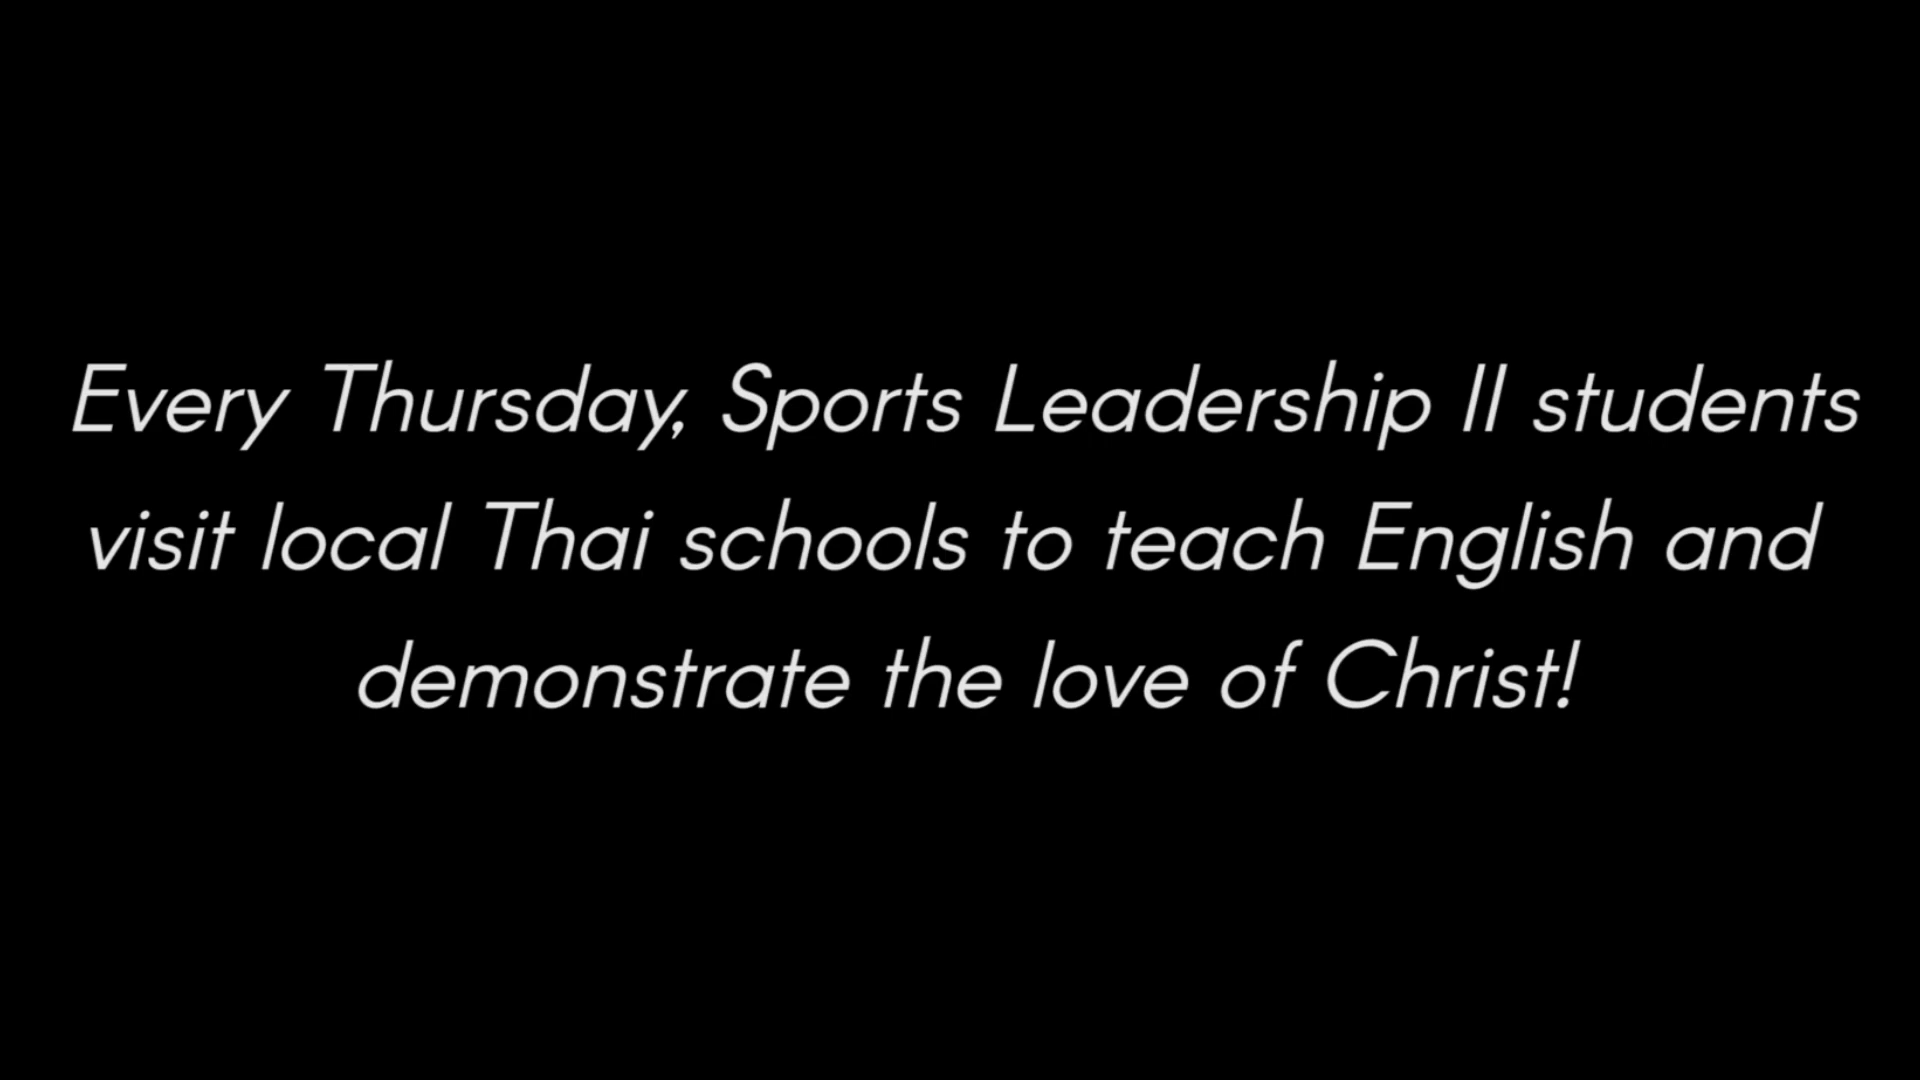 Every Thursday, Sports Leadership II students
visit local Thai schools to teach English and
demonstrate the love of Christ!